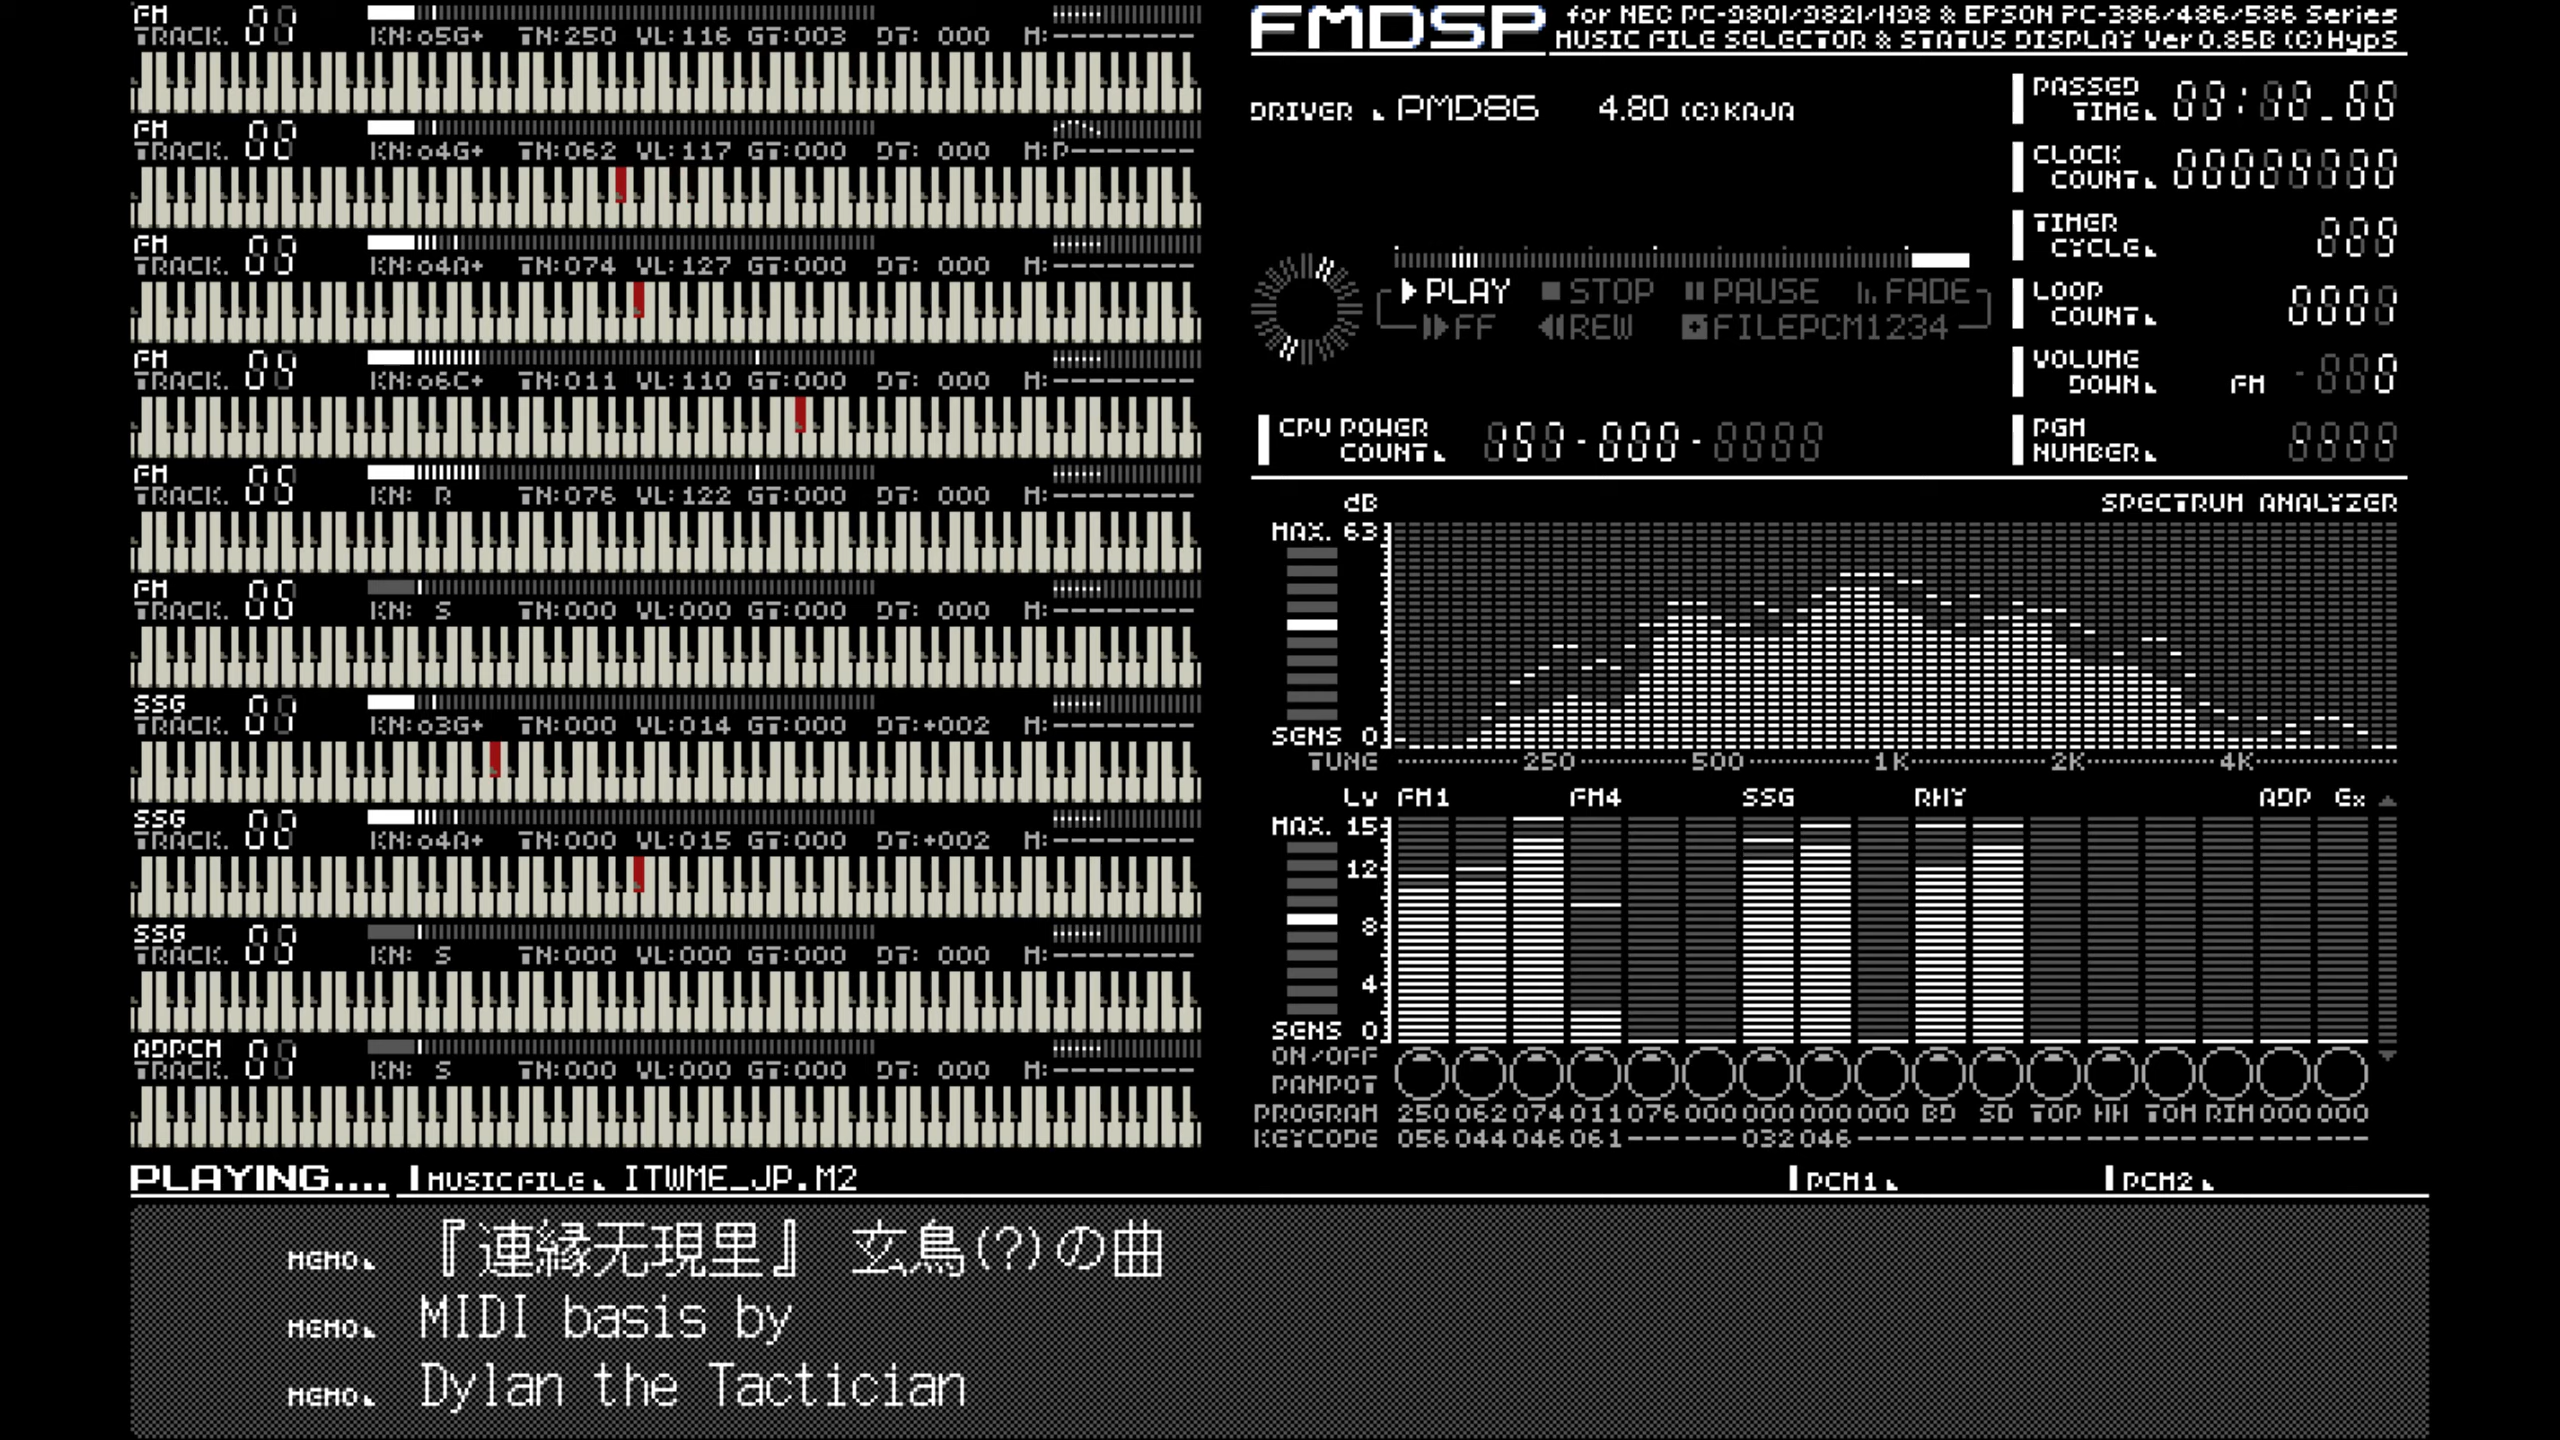 FM
TRACK. KN:o5G+ TN:250 VL:116 GT:003 DT: 000 M:--------
FM
TRACK. KN:o4G+ TN:062 VL:117 GT:000 DT: 000 M:P-------
FM
TRACK. 03 KN:o4A+ TN:074 VL:127 GT:000 DT: 000 M:--------
FM
TRACK. KN:o6C+ TN:011 VL:110 GT:000 DT: 000 M:--------
FM
TRACK. 05 KN: R TN:076 VL:122 GT:000 DT: 000 M:--------
FM
TRACK. 06 KN: S TN:000 VL:000 GT:000 DT: 000 M:--------
SSG
TRACK. KN:o3G+ TN:000 VL:014 GT:000 DT:+002 M:--------
SSG
TRACK. KN:o4A+ TN:000 VL:015 GT:000 DT:+002 M:--------
SSG
TRACK. 09 KN: S TN:000 VL:000 GT:000 DT: 000 M:--------
ADPCM
TRACK. KN: S TN:000 VL:000 GT:000 DT: 000 M:--------
FMDSP for NEC PC-9801/9821/H98 & EPSON PC-386/486/586 Series
MUSIC FILE SELECTOR & STATUS DISPLAY Ver 0.85B (C)HypS
DRIVER PMD86 4.80 (C)KAJA
PASSED TIME
CLOCK COUNT
TIMER CYCLE
LOOP COUNT
VOLUME DOWN FM
PGM NUMBER
PLAY STOP PAUSE FADE
FF REW FILEPCM1234
CPU POWER COUNT
dB SPECTRUM ANALYZER
MAX. 63
SENS 0
TUNE 250 500 1K 2K 4K
Lv FM1 FM4 SSG RHY ADP Ex
MAX. 15
12
8
4
SENS 0
ON/OFF
PANPOT
PROGRAM 250 062 074 011 076 000 000 000 000 BD SD TOP HH TOM RIM 000 000
KEYCODE 056 044 046 061 --- --- 032 046 ---------------------------
PLAYING.... MUSIC FILE ITWME_JP.M2 PCM1 PCM2
MEMO 『連縁无現里』 玄鳥(?)の曲
MEMO MIDI basis by
MEMO Dylan the Tactician